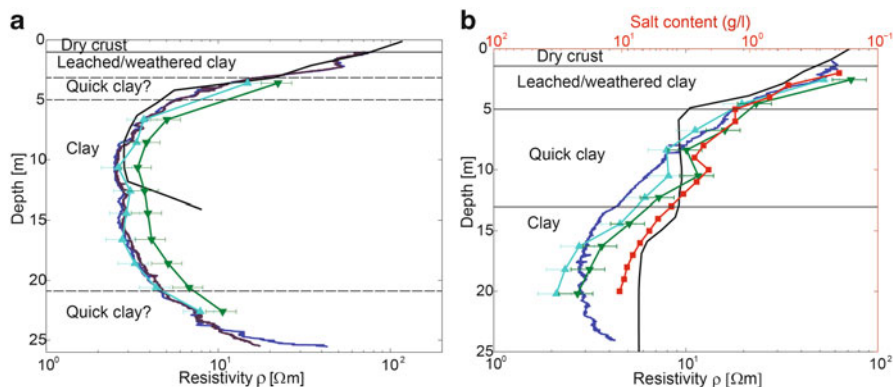 a
Dry crust
Leached/weathered clay
Quick clay?
Clay
Quick clay?
Depth [m]
0
5
10
15
20
25
10⁰
10¹
10²
Resistivity ρ [Ωm]
b
Salt content (g/l)
10²
10¹
10⁰
10⁻¹
Dry crust
Leached/weathered clay
Quick clay
Clay
Depth [m]
0
5
10
15
20
25
10⁰
10¹
10²
Resistivity ρ [Ωm]